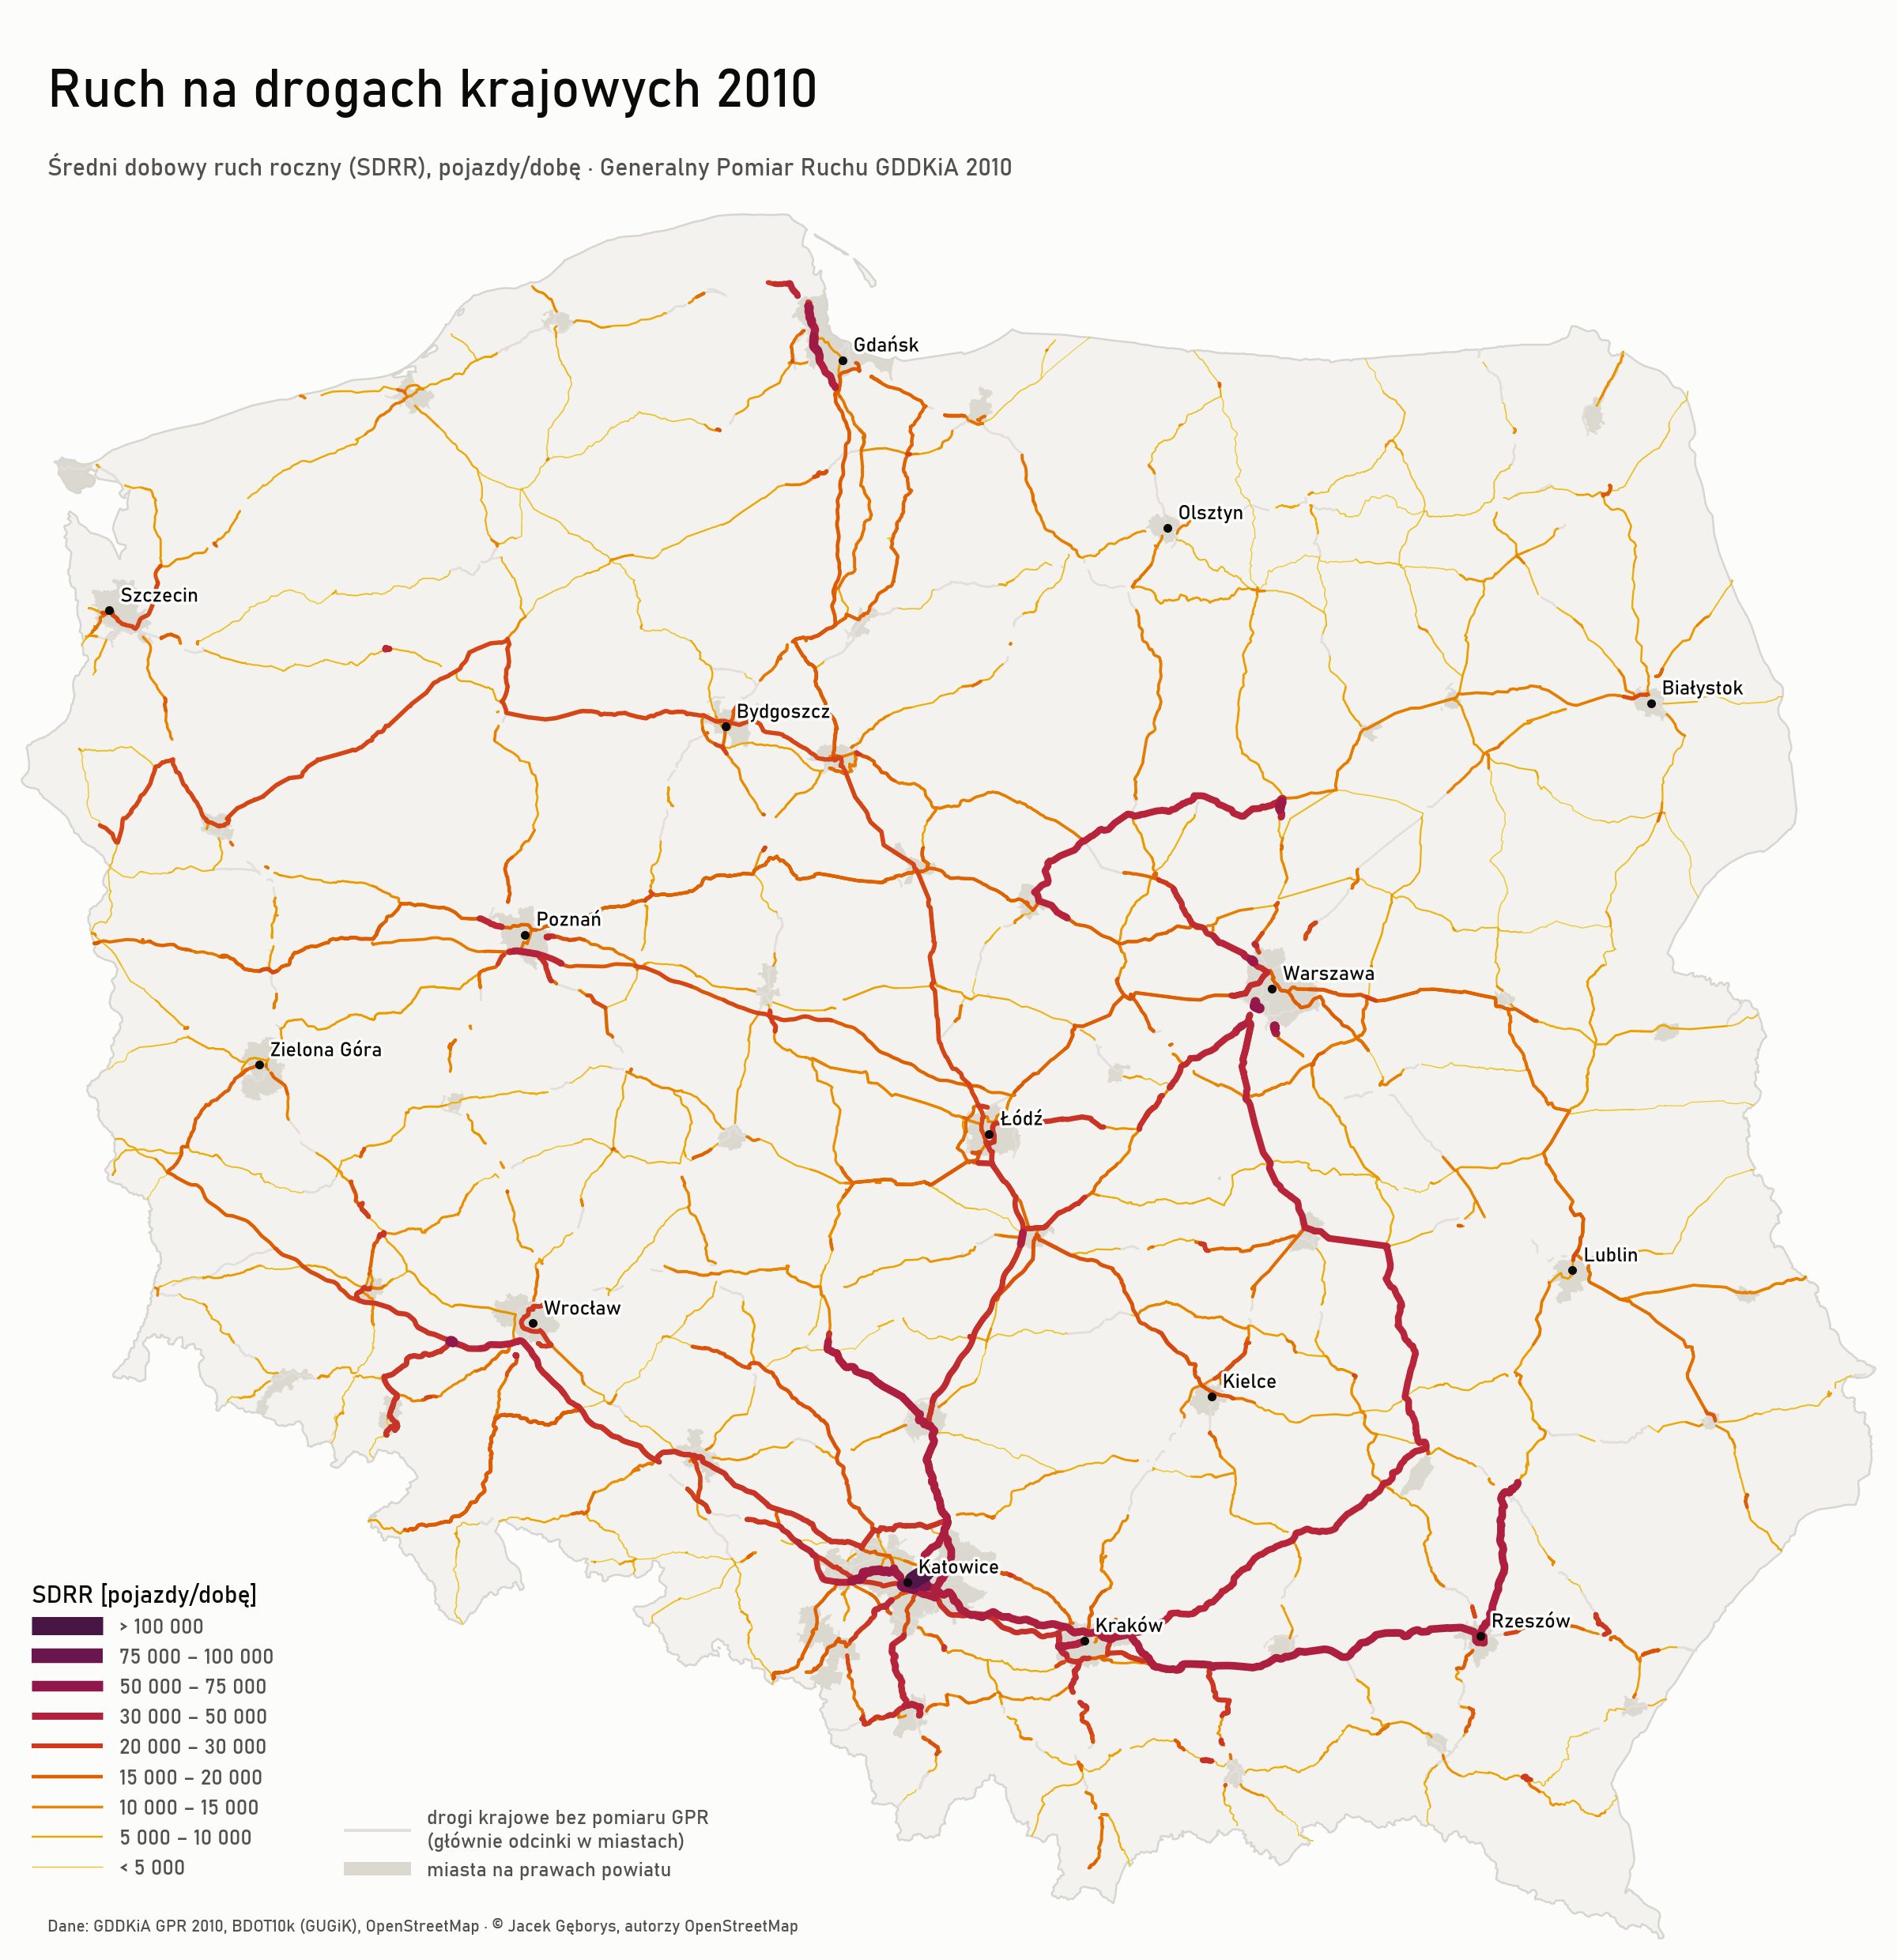 Ruch na drogach krajowych 2010
Średni dobowy ruch roczny (SDRR), pojazdy/dobę · Generalny Pomiar Ruchu GDDKiA 2010
Gdańsk
Olsztyn
Szczecin
Białystok
Bydgoszcz
Poznań
Warszawa
Zielona Góra
Łódź
Lublin
Wrocław
Kielce
Katowice
Kraków
Rzeszów
SDRR [pojazdy/dobę]
> 100 000
75 000 – 100 000
50 000 – 75 000
30 000 – 50 000
20 000 – 30 000
15 000 – 20 000
10 000 – 15 000
5 000 – 10 000
< 5 000
drogi krajowe bez pomiaru GPR
(głównie odcinki w miastach)
miasta na prawach powiatu
Dane: GDDKiA GPR 2010, BDOT10k (GUGiK), OpenStreetMap · © Jacek Gęborys, autorzy OpenStreetMap